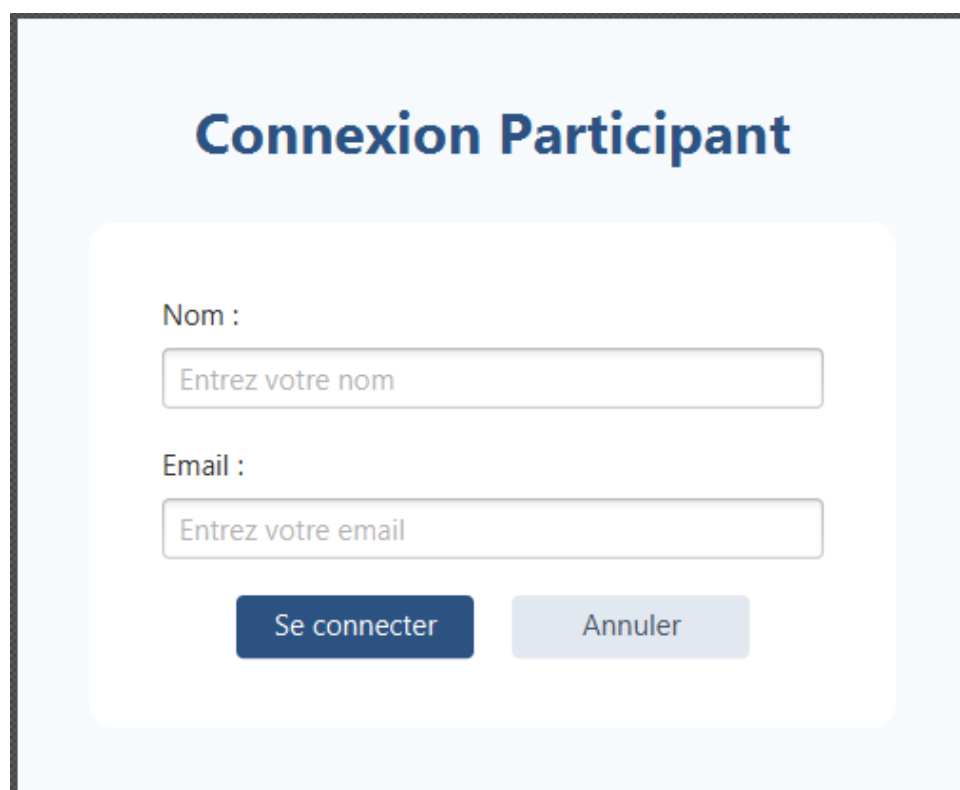 Connexion Participant
Nom :
Entrez votre nom
Email :
Entrez votre email
Se connecter
Annuler